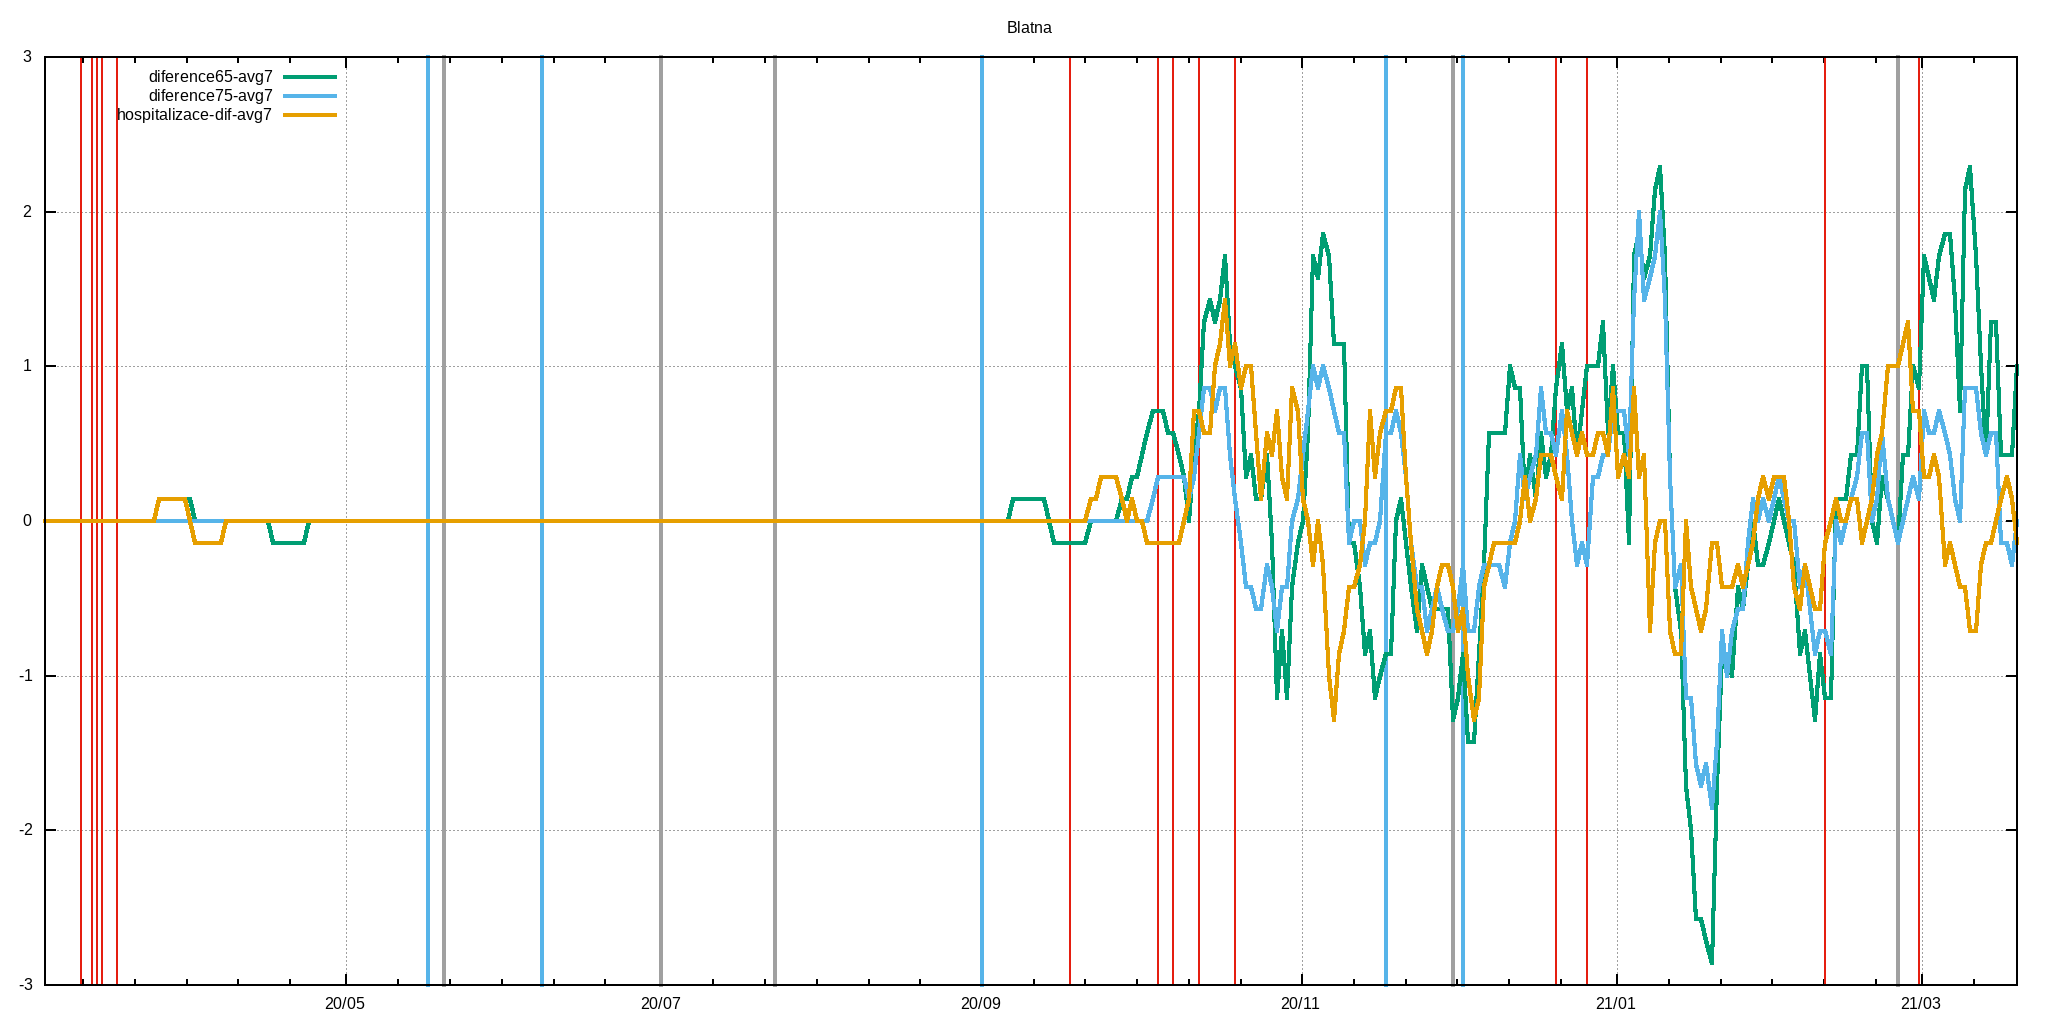 Blatna
3
diference65-avg7
diference75-avg7
hospitalizace-dif-avg7
2
1
0
-1
-2
-3
20/05 20/07 20/09 20/11 21/01 21/03